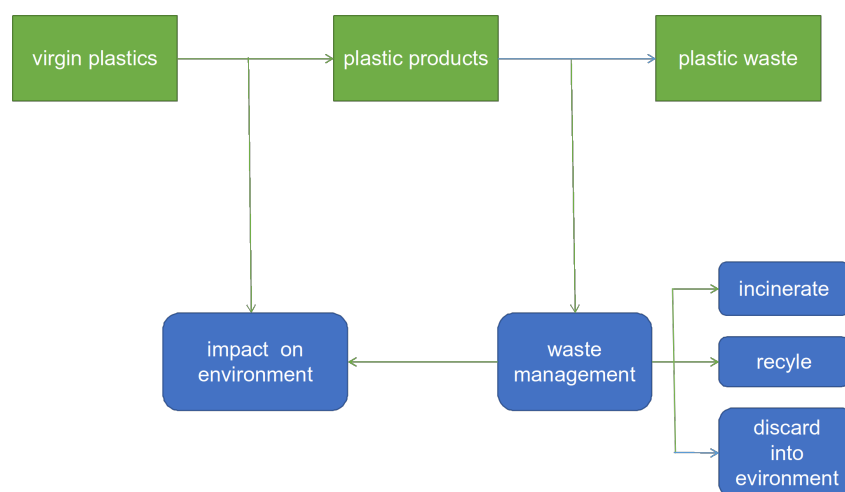 virgin plastics
plastic products
plastic waste
incinerate
impact on
environment
waste
management
recyle
discard
into
evironment